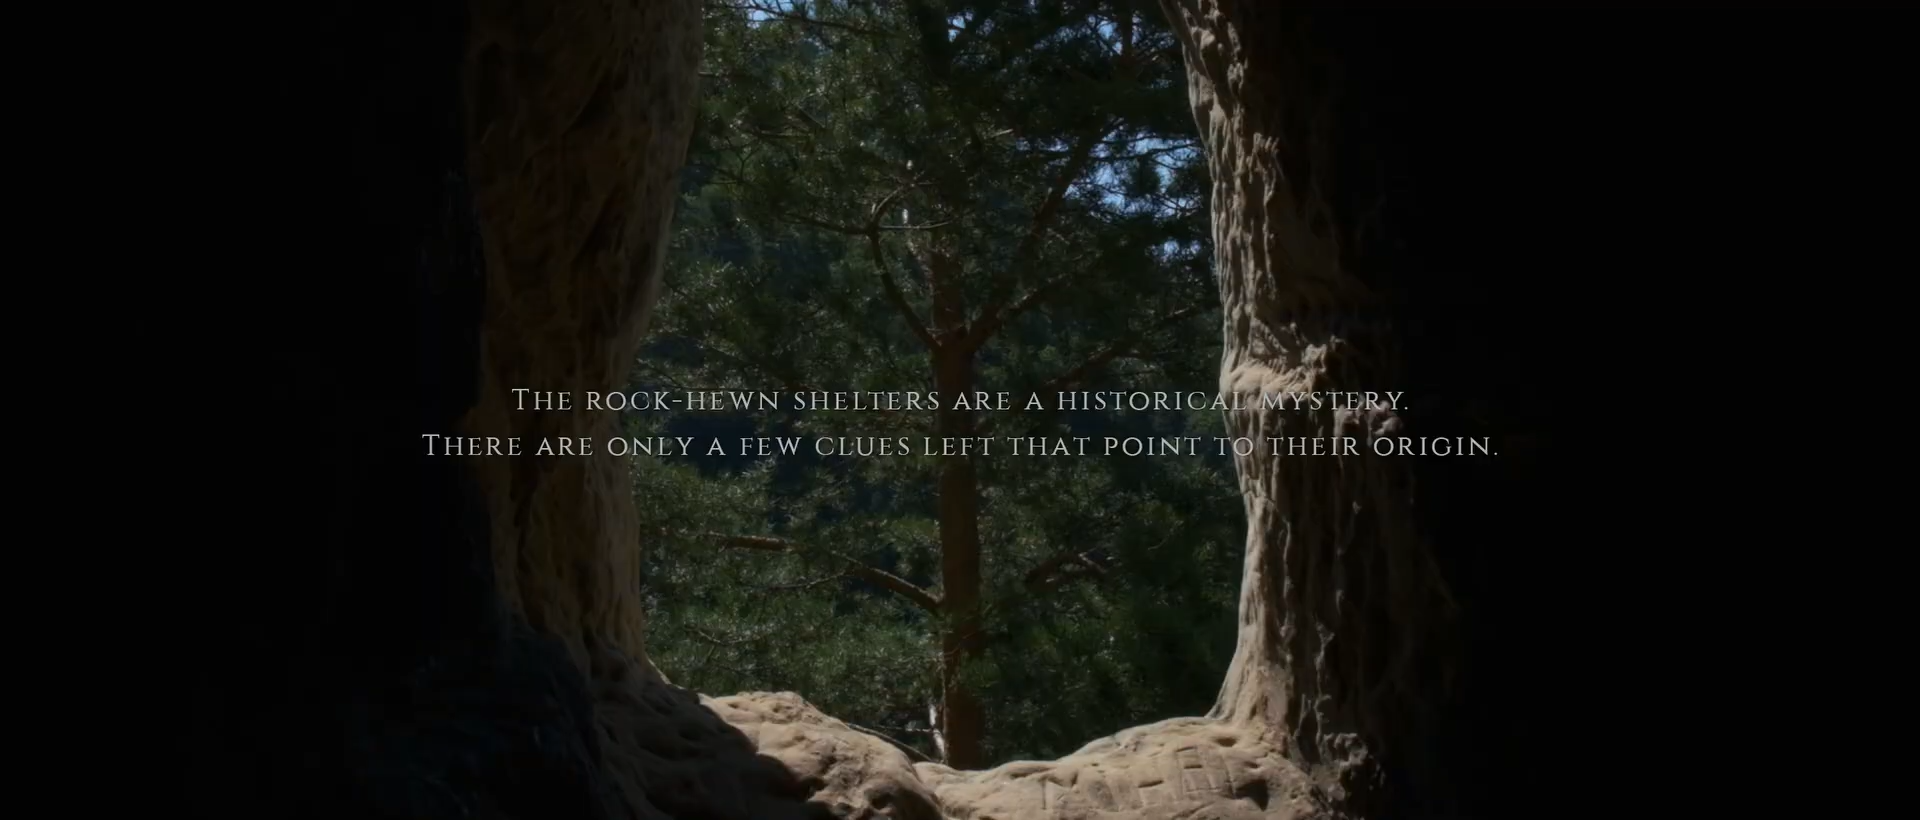 The rock-hewn shelters are a historical mystery.
There are only a few clues left that point to their origin.